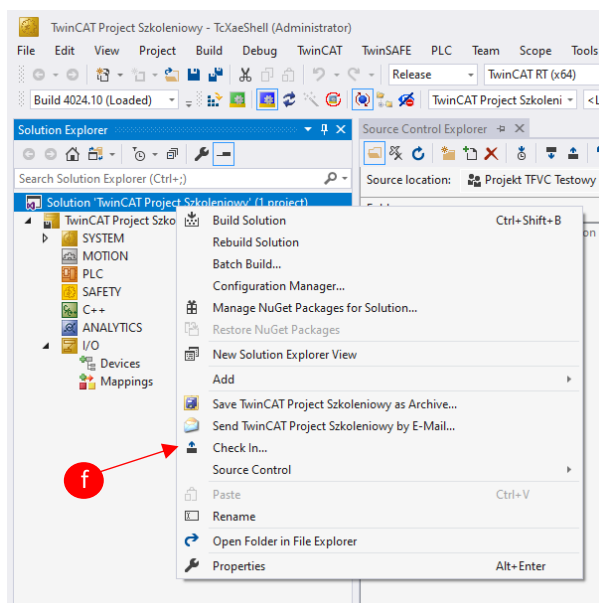 TwinCAT Project Szkoleniowy - TcXaeShell (Administrator)
File Edit View Project Build Debug TwinCAT TwinSAFE PLC Team Scope Tools
Release TwinCAT RT (x64)
Build 4024.10 (Loaded) TwinCAT Project Szkoleni
Solution Explorer
Source Control Explorer
Search Solution Explorer (Ctrl+;)
Source location: Projekt TFVC Testowy
Solution 'TwinCAT Project Szkoleniowy' (1 project)
TwinCAT Project Szko
SYSTEM
MOTION
PLC
SAFETY
C++
ANALYTICS
I/O
Devices
Mappings
Build Solution Ctrl+Shift+B
Rebuild Solution
Batch Build...
Configuration Manager...
Manage NuGet Packages for Solution...
Restore NuGet Packages
New Solution Explorer View
Add
Save TwinCAT Project Szkoleniowy as Archive...
Send TwinCAT Project Szkoleniowy by E-Mail...
Check In...
Source Control
Paste Ctrl+V
Rename
Open Folder in File Explorer
Properties Alt+Enter
f